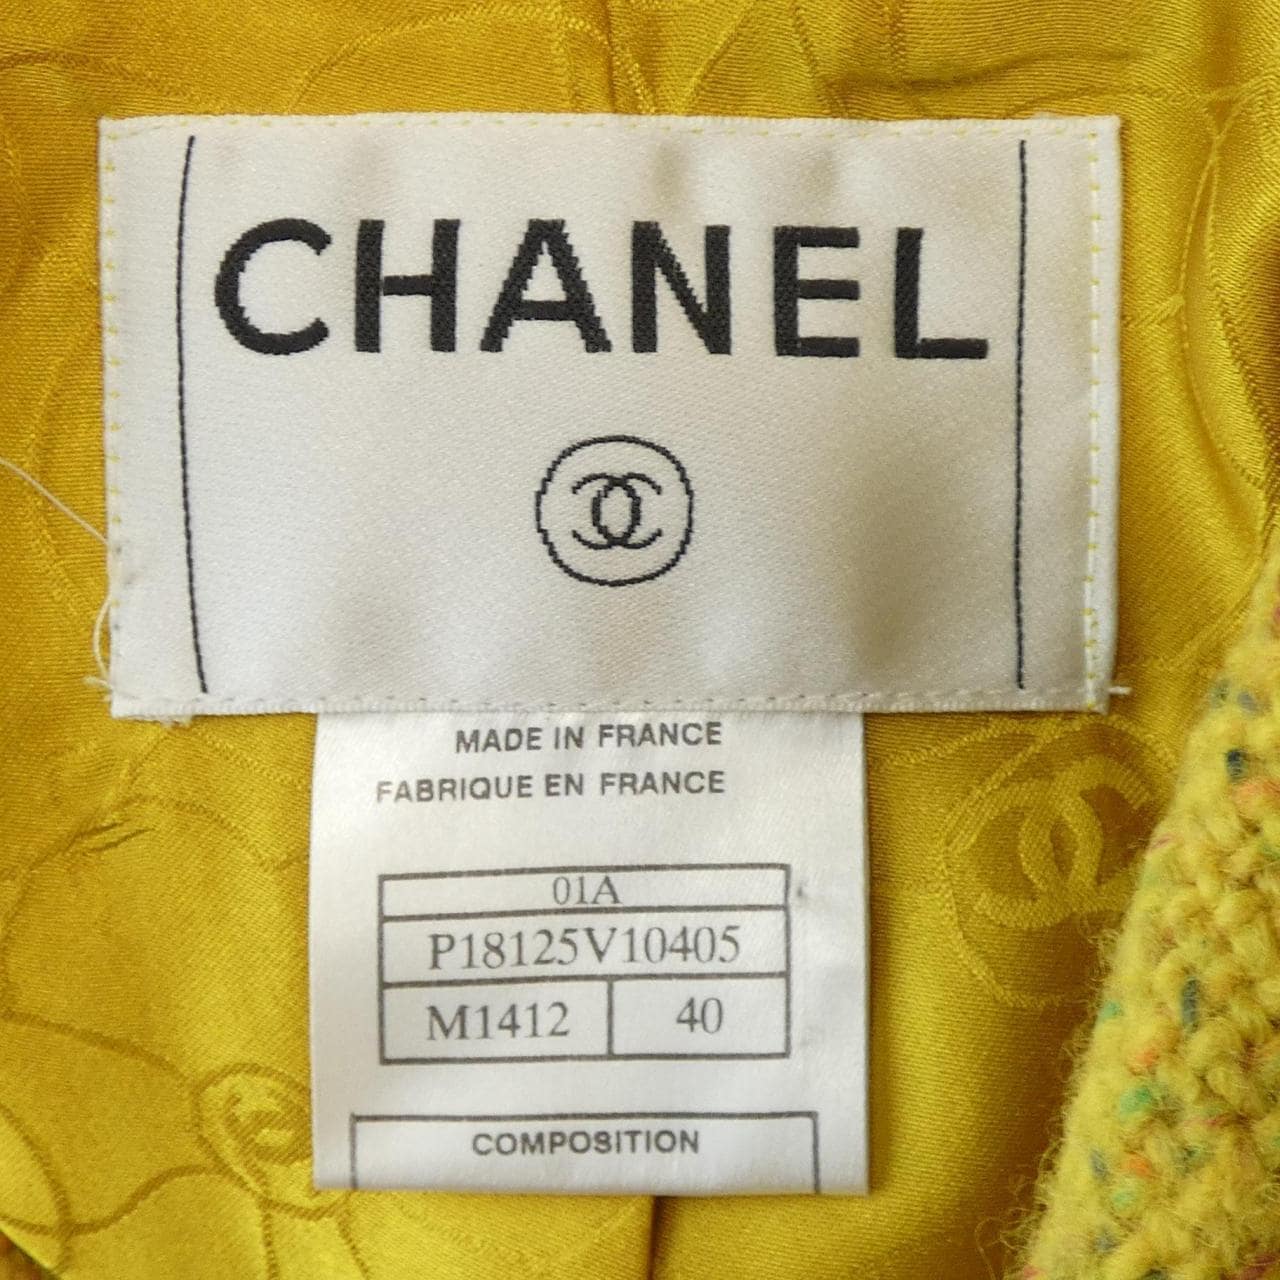 CHANEL
MADE IN FRANCE
FABRIQUE EN FRANCE
01A
P18125V10405
M1412 40
COMPOSITION